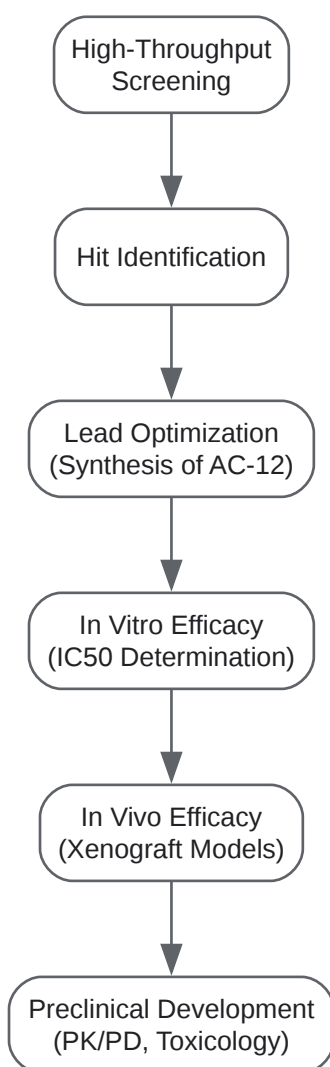 High-Throughput
Screening
Hit Identification
Lead Optimization
(Synthesis of AC-12)
In Vitro Efficacy
(IC50 Determination)
In Vivo Efficacy
(Xenograft Models)
Preclinical Development
(PK/PD, Toxicology)